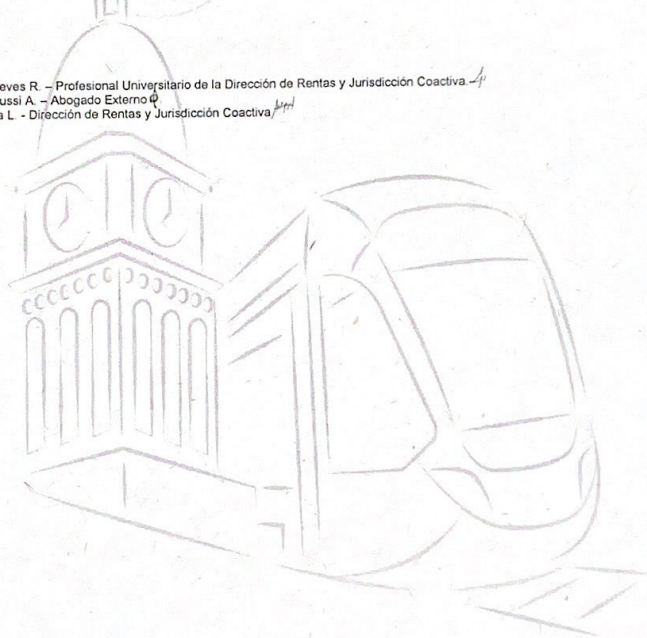 eves R. – Profesional Universitario de la Dirección de Rentas y Jurisdicción Coactiva.
ussi A. – Abogado Externo
a L. - Dirección de Rentas y Jurisdicción Coactiva